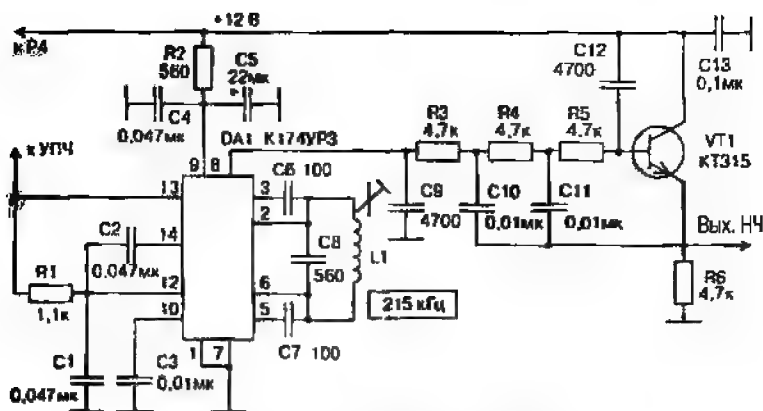 +12 В
к Р4
R2
560
C5
22мк
C4
0,047мк
C12
4700
C13
0,1мк
DA1 К174УР3
R3
4,7к
R4
4,7к
R5
4,7к
VT1
КТ315
к УПЧ
9 8
C6 100
13
3
2
C2
14
0,047мк
C8
560
L1
C9
4700
C10
0,01мк
C11
0,01мк
Вых. НЧ
R1
1,1к
12
10
6
5
215 кГц
R6
4,7к
C7 100
1 7
C1
0,047мк
C3
0,01мк